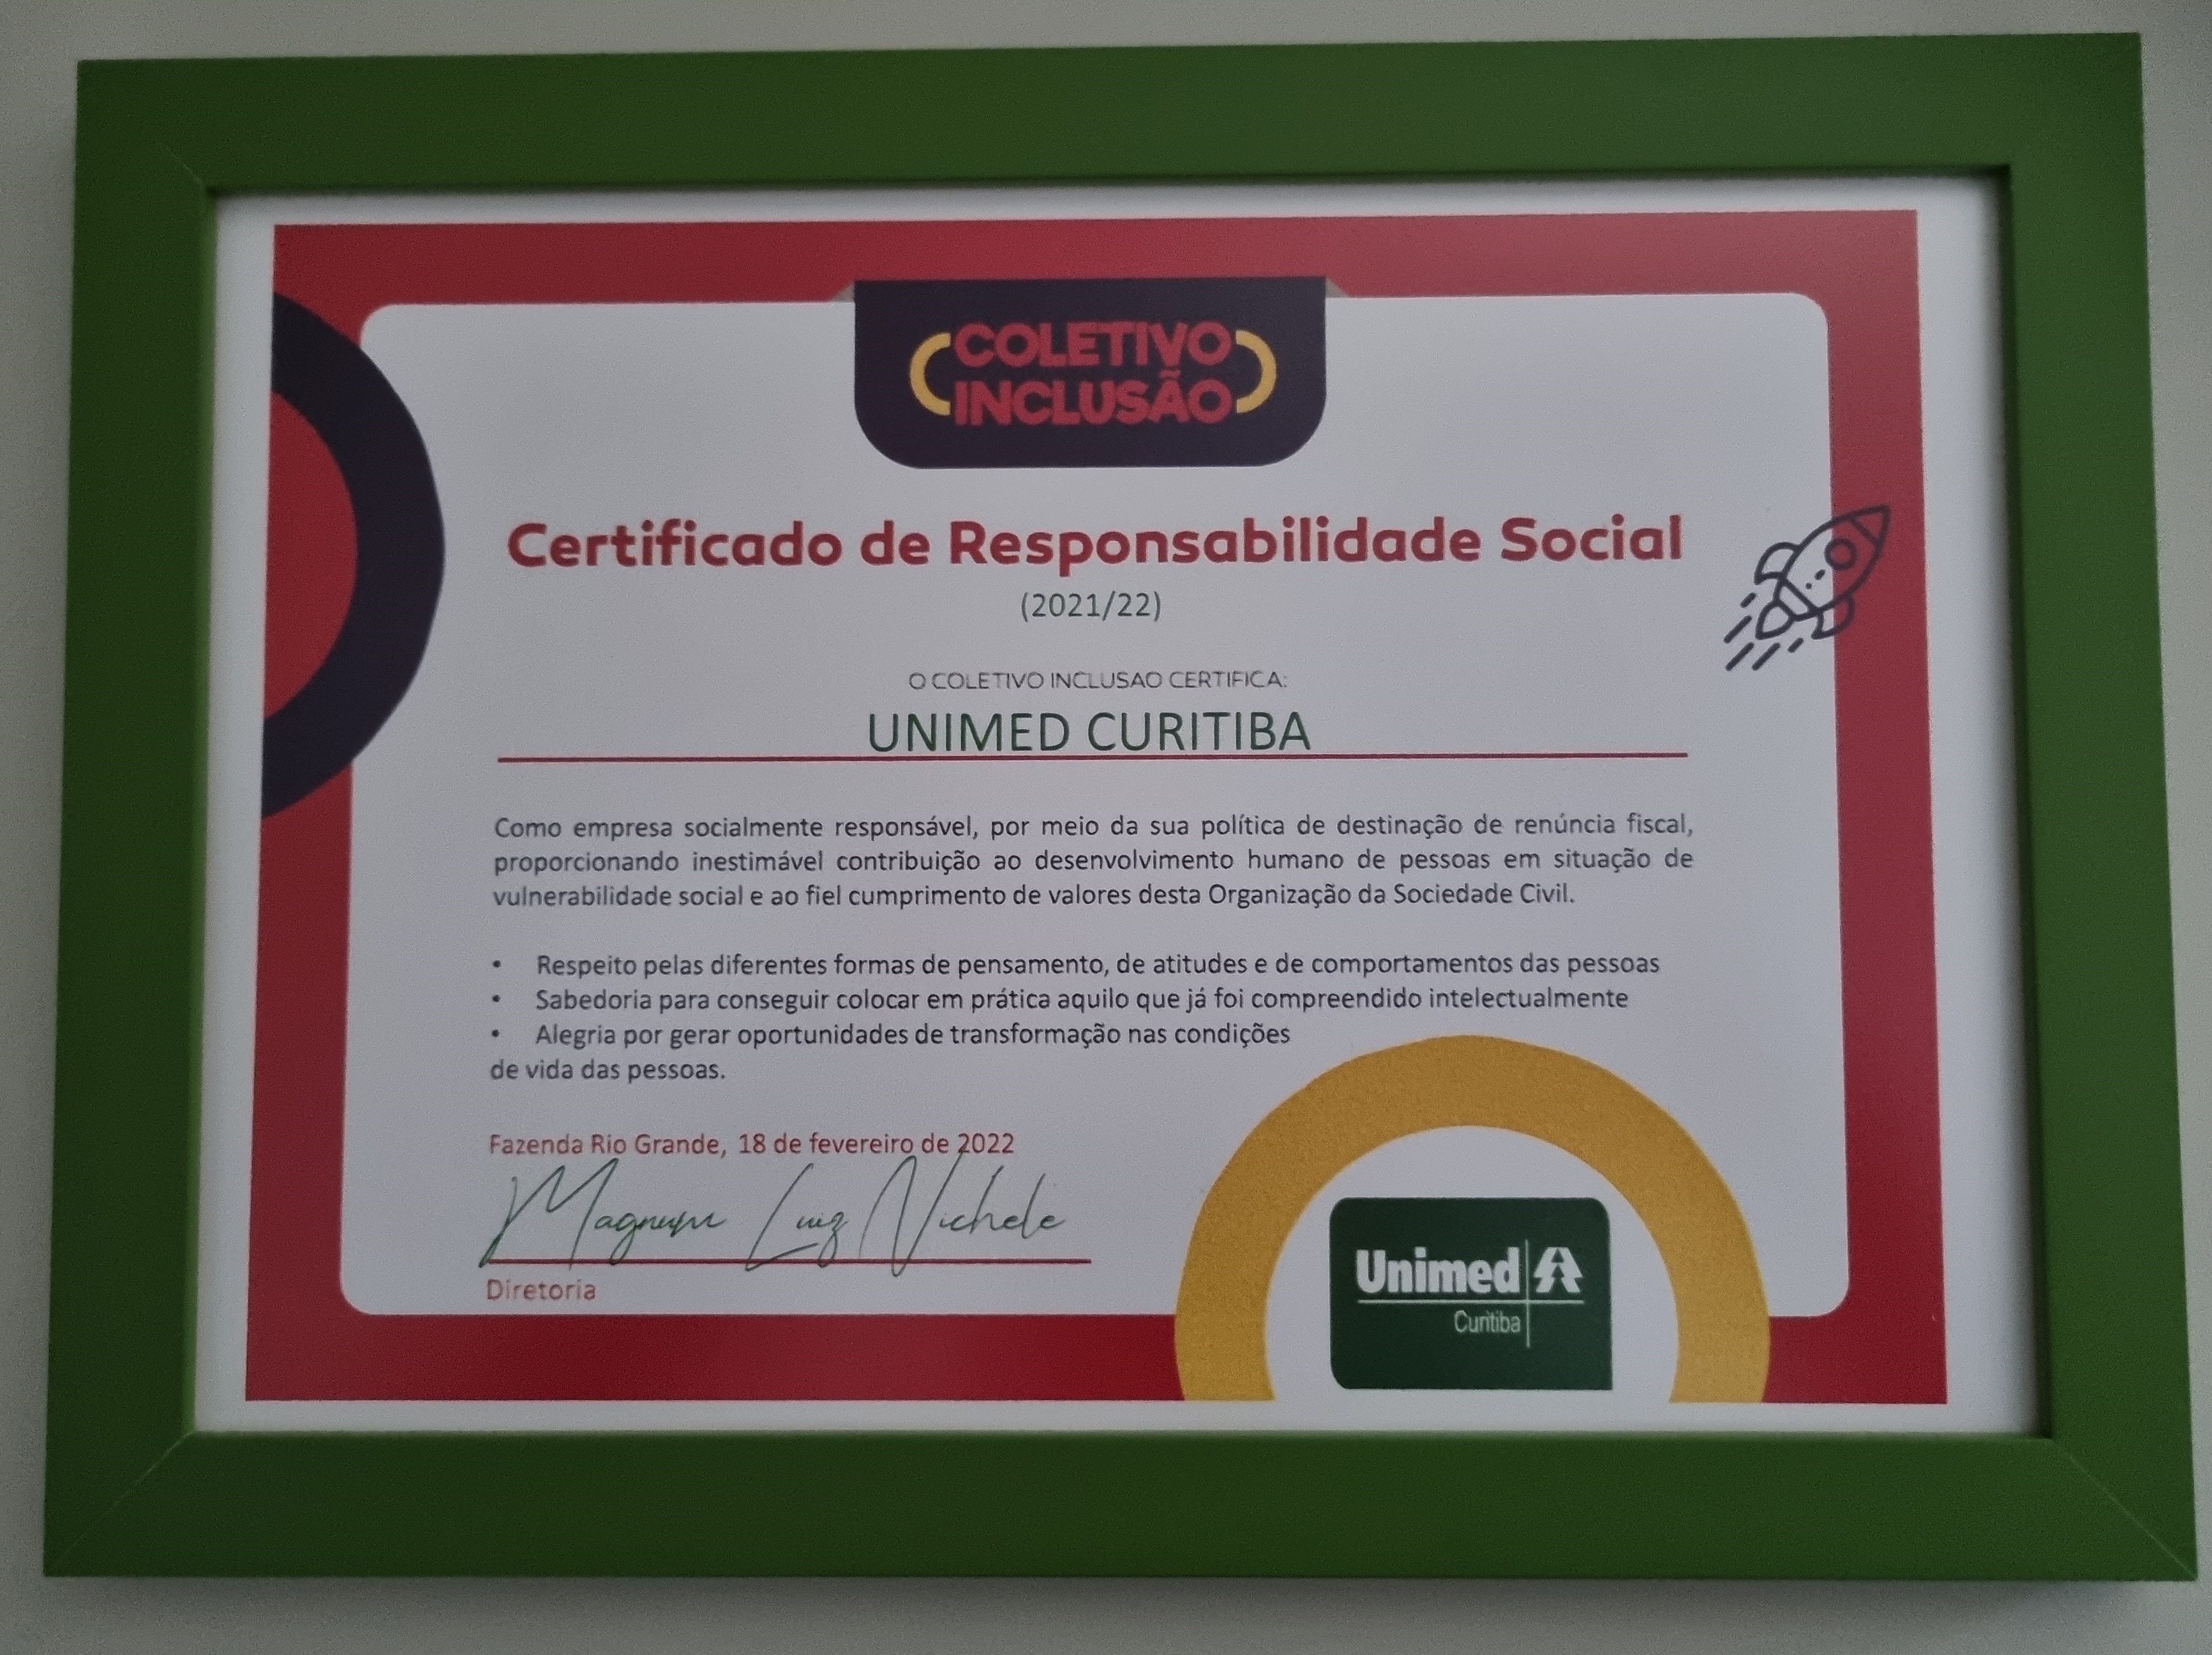 COLETIVO
INCLUSÃO
Certificado de Responsabilidade Social
(2021/22)
O COLETIVO INCLUSAO CERTIFICA:
UNIMED CURITIBA
Como empresa socialmente responsável, por meio da sua política de destinação de renúncia fiscal,
proporcionando inestimável contribuição ao desenvolvimento humano de pessoas em situação de
vulnerabilidade social e ao fiel cumprimento de valores desta Organização da Sociedade Civil.
• Respeito pelas diferentes formas de pensamento, de atitudes e de comportamentos das pessoas
• Sabedoria para conseguir colocar em prática aquilo que já foi compreendido intelectualmente
• Alegria por gerar oportunidades de transformação nas condições
de vida das pessoas.
Fazenda Rio Grande, 18 de fevereiro de 2022
Magnum Luiz Nichele
Diretoria
Unimed
Curitiba